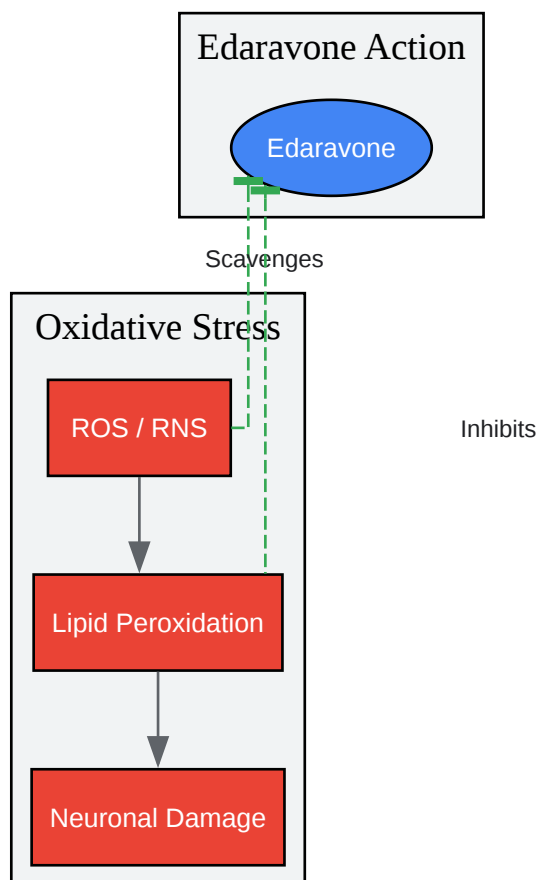 Edaravone Action
Edaravone
Scavenges
Oxidative Stress
ROS / RNS
Inhibits
Lipid Peroxidation
Neuronal Damage